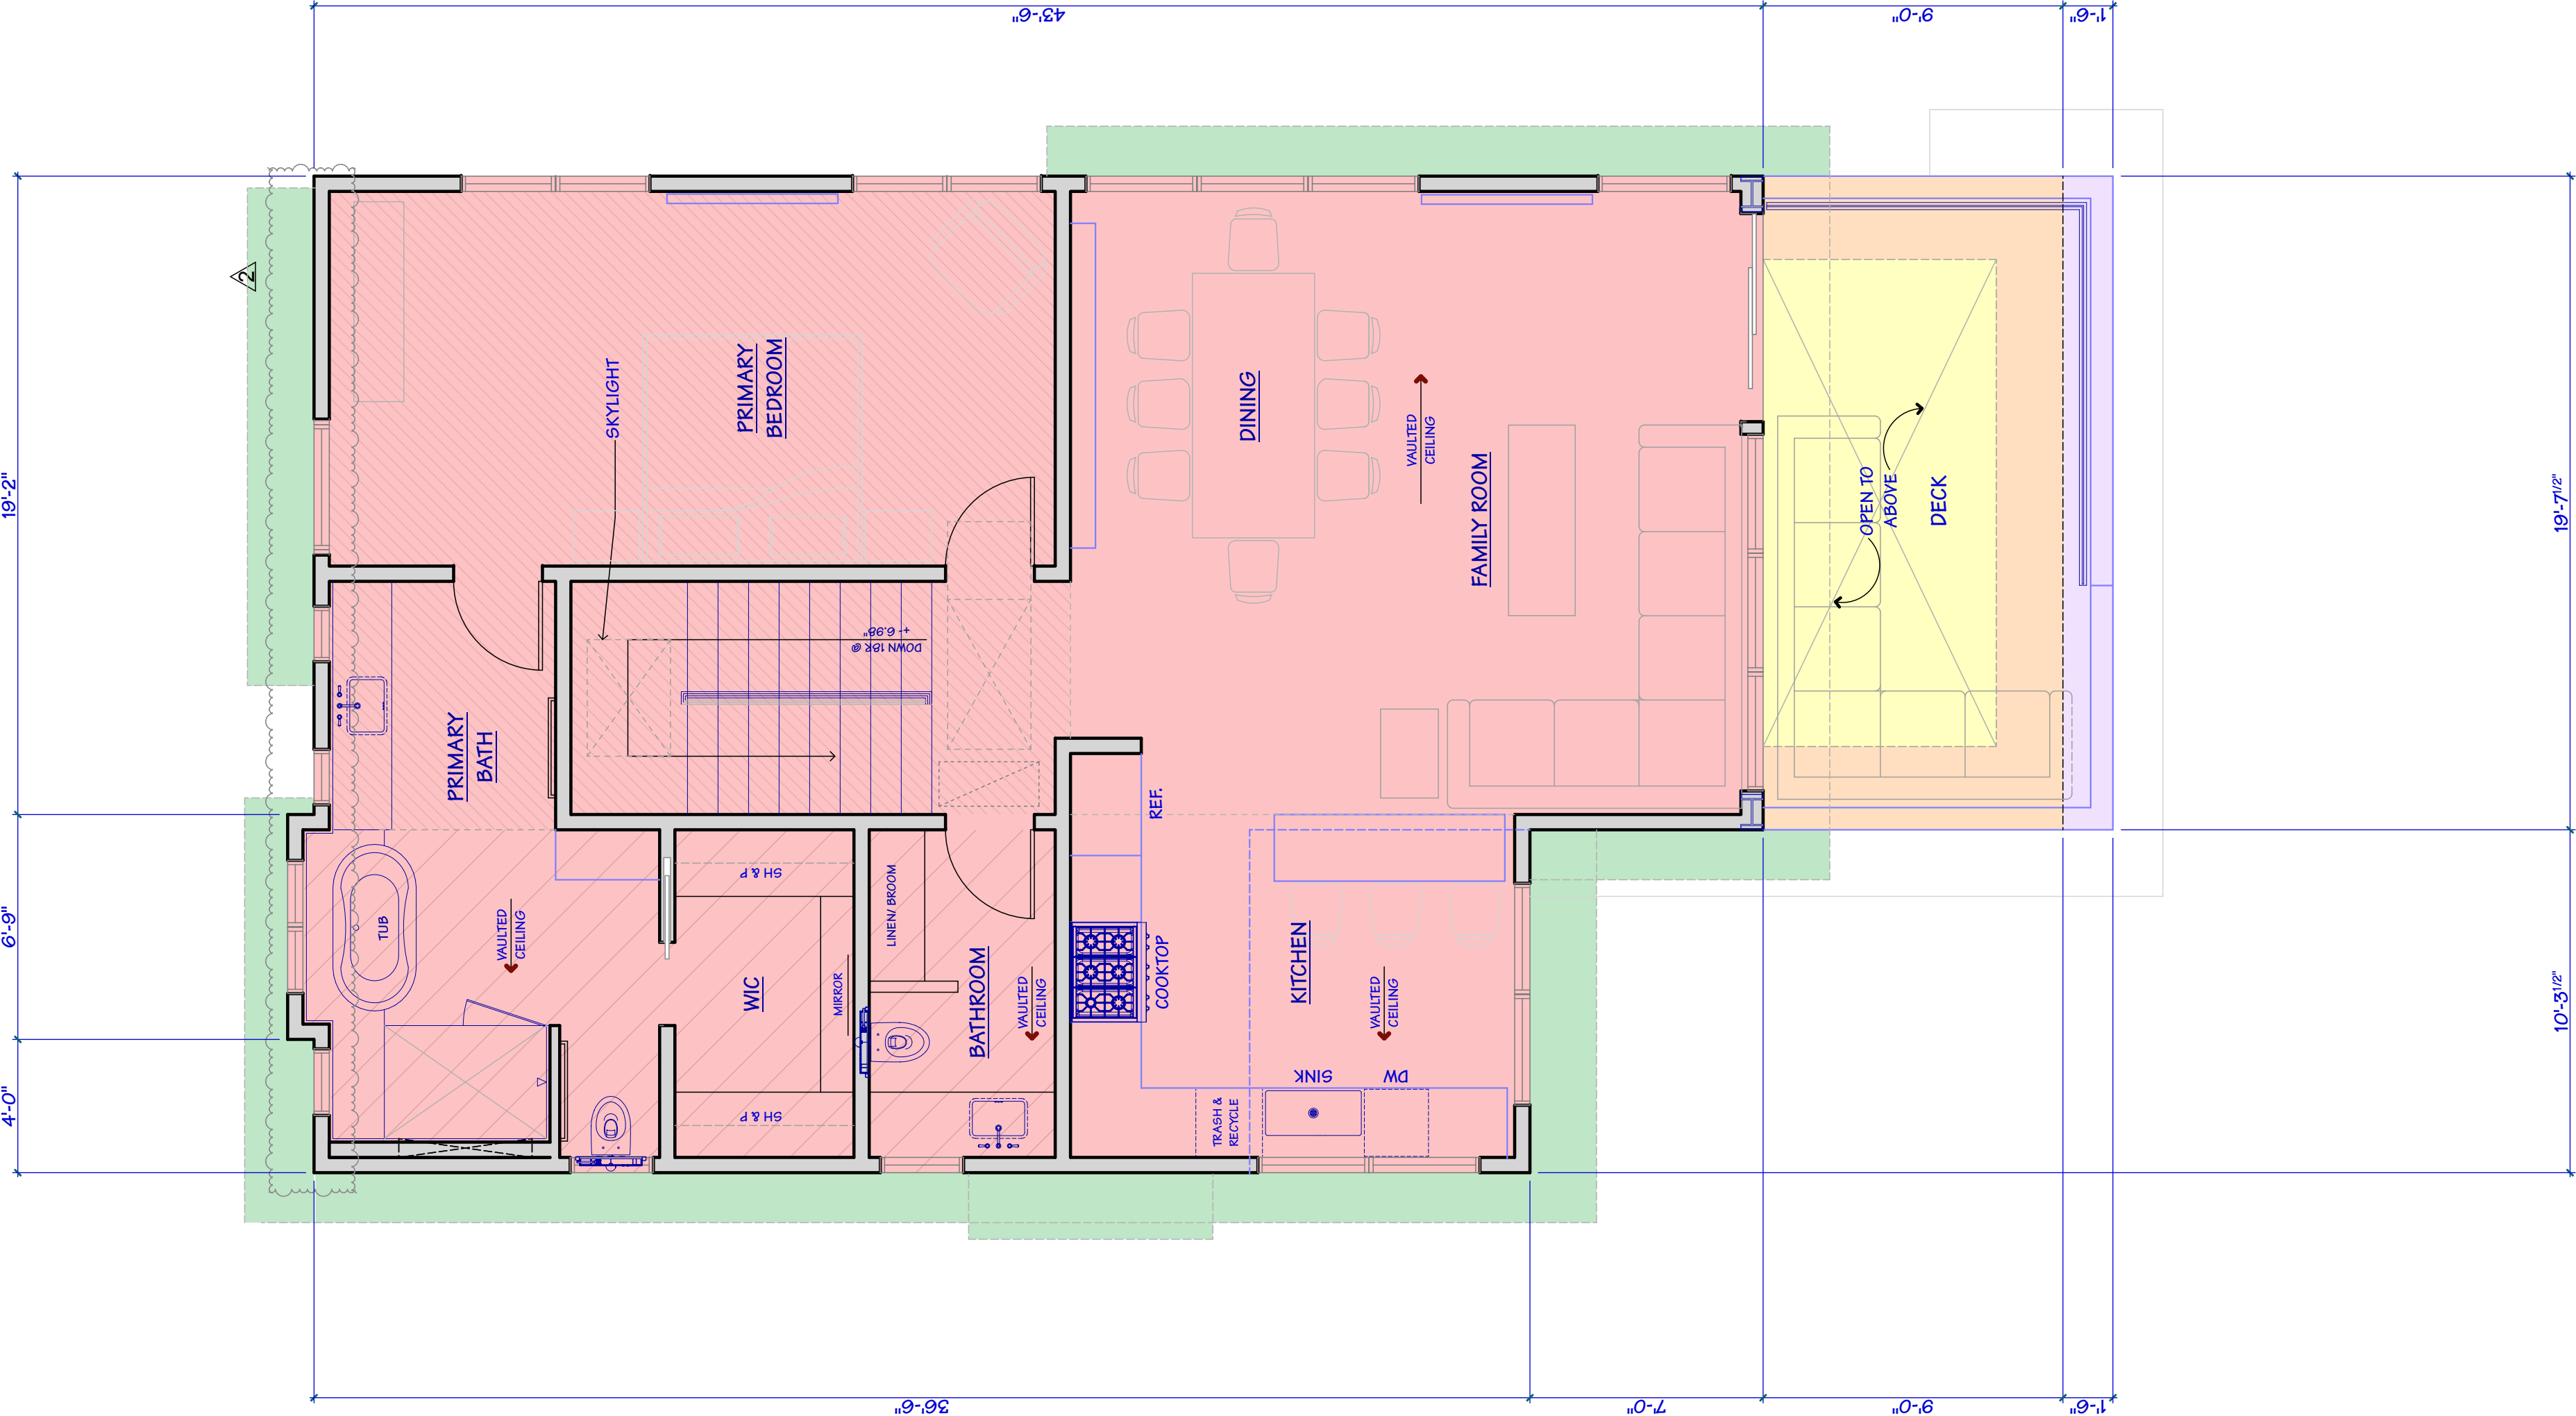 43'-6"
9'-0"
1'-6"
19'-2"
6'-9"
4'-0"
2
SKYLIGHT
PRIMARY
BEDROOM
DINING
VAULTED
CEILING
FAMILY ROOM
OPEN TO
ABOVE
DECK
19'-7 1/2"
10'-3 1/2"
DOWN 18R @
+- 6.98"
PRIMARY
BATH
TUB
VAULTED
CEILING
SH & P
WIC
MIRROR
SH & P
LINEN/ BROOM
BATHROOM
VAULTED
CEILING
REF.
COOKTOP
KITCHEN
VAULTED
CEILING
SINK
DW
TRASH &
RECYCLE
36'-6"
7'-0"
9'-0"
1'-6"